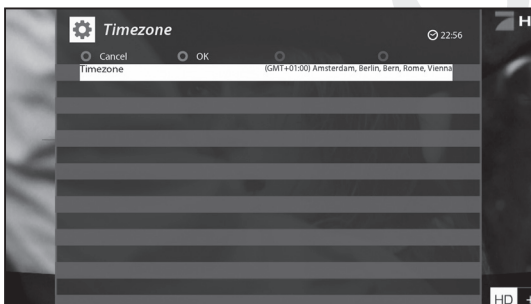 Timezone
22:56
Cancel OK
Timezone (GMT+01:00) Amsterdam, Berlin, Bern, Rome, Vienna
H
HD